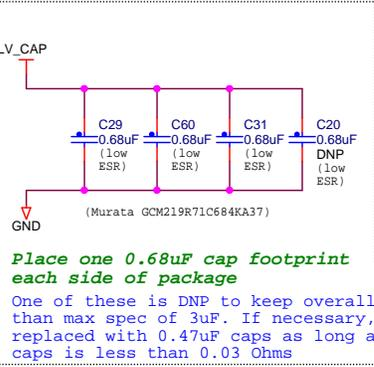 LV_CAP
C29
0.68uF
(low
ESR)
C60
0.68uF
(low
ESR)
C31
0.68uF
(low
ESR)
C20
0.68uF
DNP
(low
ESR)
GND
(Murata GCM219R71C684KA37)
Place one 0.68uF cap footprint
each side of package
One of these is DNP to keep overall
than max spec of 3uF. If necessary,
replaced with 0.47uF caps as long a
caps is less than 0.03 Ohms